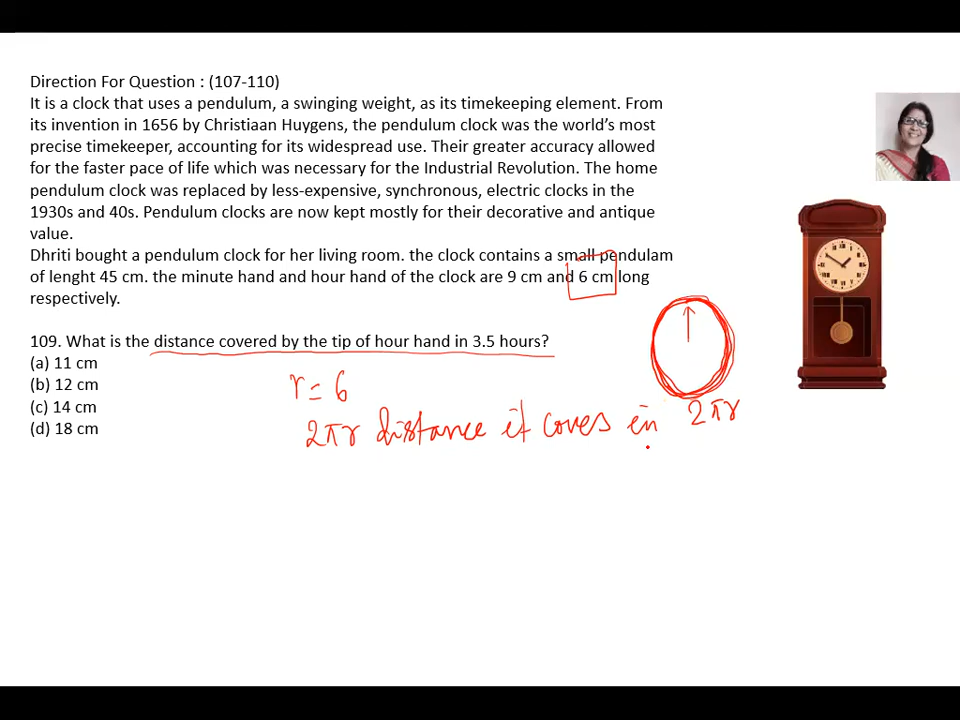 Direction For Question : (107-110)
It is a clock that uses a pendulum, a swinging weight, as its timekeeping element. From
its invention in 1656 by Christiaan Huygens, the pendulum clock was the world's most
precise timekeeper, accounting for its widespread use. Their greater accuracy allowed
for the faster pace of life which was necessary for the Industrial Revolution. The home
pendulum clock was replaced by less-expensive, synchronous, electric clocks in the
1930s and 40s. Pendulum clocks are now kept mostly for their decorative and antique
value.
Dhriti bought a pendulum clock for her living room. the clock contains a small pendulam
of lenght 45 cm. the minute hand and hour hand of the clock are 9 cm and 6 cm long
respectively.
109. What is the distance covered by the tip of hour hand in 3.5 hours?
(a) 11 cm
(b) 12 cm
(c) 14 cm
(d) 18 cm
r = 6
2πr distance it coves in
2πr